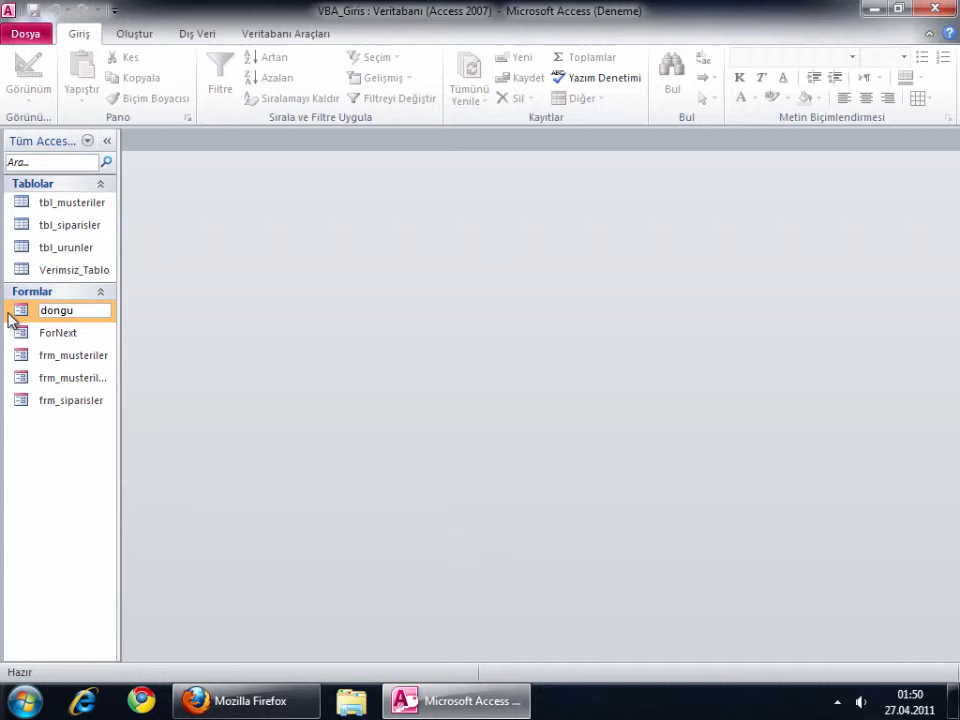 VBA_Giris : Veritabanı (Access 2007) - Microsoft Access (Deneme)
Dosya Giriş Oluştur Dış Veri Veritabanı Araçları
Görünüm
Görünü...
Yapıştır
Kes
Kopyala
Biçim Boyacısı
Pano
Filtre
Artan
Azalan
Sıralamayı Kaldır
Seçim
Gelişmiş
Filtreyi Değiştir
Sırala ve Filtre Uygula
Tümünü Yenile
Yeni
Kaydet
Sil
Toplamlar
Yazım Denetimi
Diğer
Kayıtlar
Bul
Bul
K T A
A
Metin Biçimlendirmesi
Tüm Acces...
Ara...
Tablolar
tbl_musteriler
tbl_siparisler
tbl_urunler
Verimsiz_Tablo
Formlar
dongu
ForNext
frm_musteriler
frm_musteril...
frm_siparisler
Hazır
Mozilla Firefox
Microsoft Access ...
01:50
27.04.2011